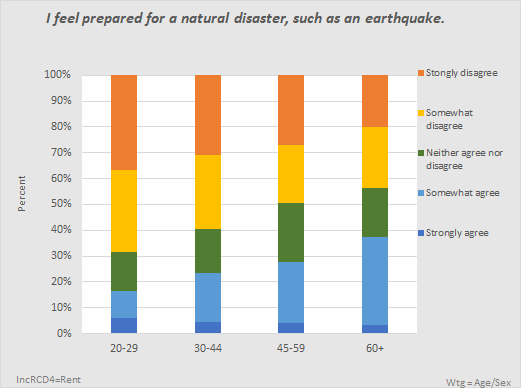 I feel prepared for a natural disaster, such as an earthquake.
100%
90%
80%
70%
60%
50%
40%
30%
20%
10%
0%
Percent
20-29
30-44
45-59
60+
Stongly disagree
Somewhat
disagree
Neither agree nor
disagree
Somewhat agree
Strongly agree
IncRCD4=Rent
Wtg = Age/Sex